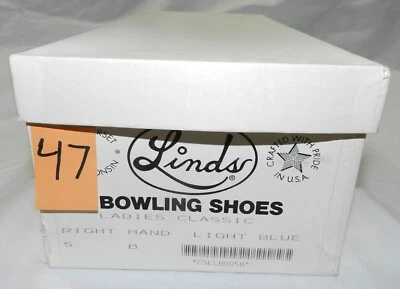 47
Linds
CRAFTED WITH PRIDE
IN U.S.A.
BOWLING SHOES
LADIES CLASSIC
RIGHT HAND LIGHT BLUE
5 B